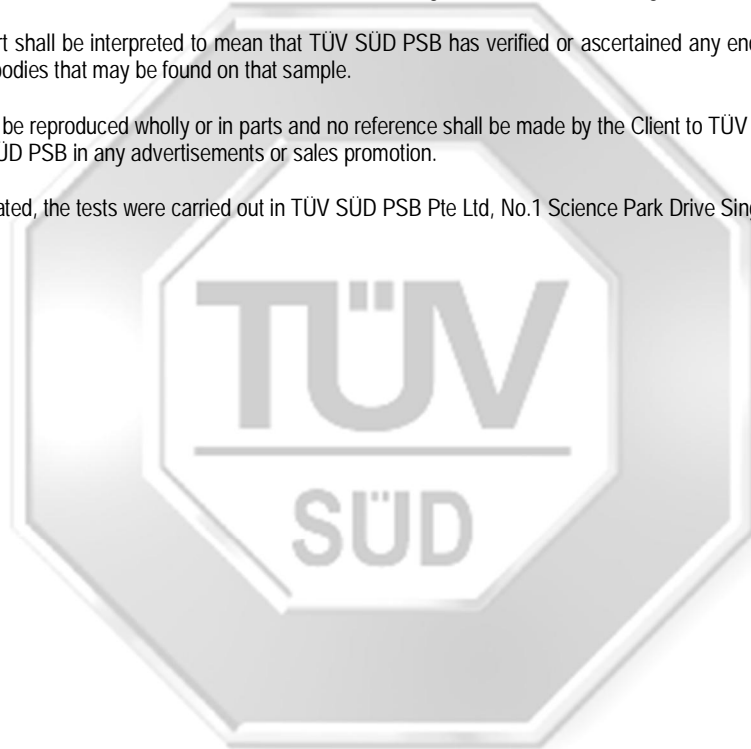 rt shall be interpreted to mean that TÜV SÜD PSB has verified or ascertained any end
bodies that may be found on that sample.
be reproduced wholly or in parts and no reference shall be made by the Client to TÜV
ÜD PSB in any advertisements or sales promotion.
ated, the tests were carried out in TÜV SÜD PSB Pte Ltd, No.1 Science Park Drive Sing
TÜV
SÜD